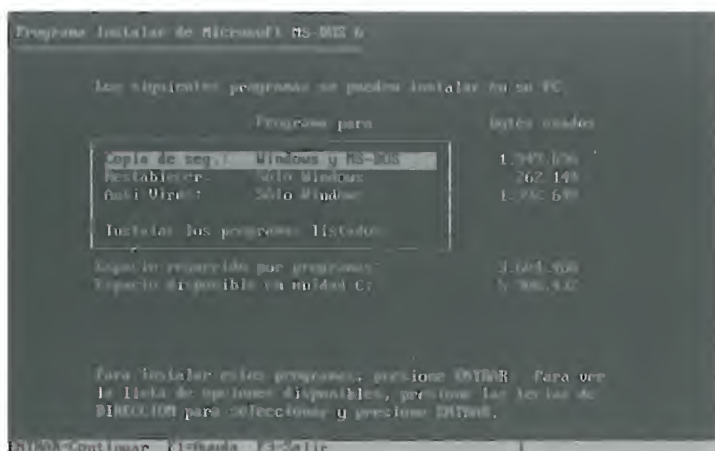 Programa Instalar de Microsoft MS-DOS 6
Los siguientes programas se pueden instalar en su PC.
Programa para Bytes usados
Copia de seg.: Windows y MS-DOS
Restablecer: Sólo Windows
Anti Virus: Sólo Windows
Instalar los programas listados
Espacio requerido por programas:
Espacio disponible en unidad C:
Para instalar estos programas, presione ENTRAR. Para ver
la lista de opciones disponibles, presione las teclas de
DIRECCION para seleccionar y presione ENTRAR.
ENTRAR=Continuar F1=Ayuda F3=Salir